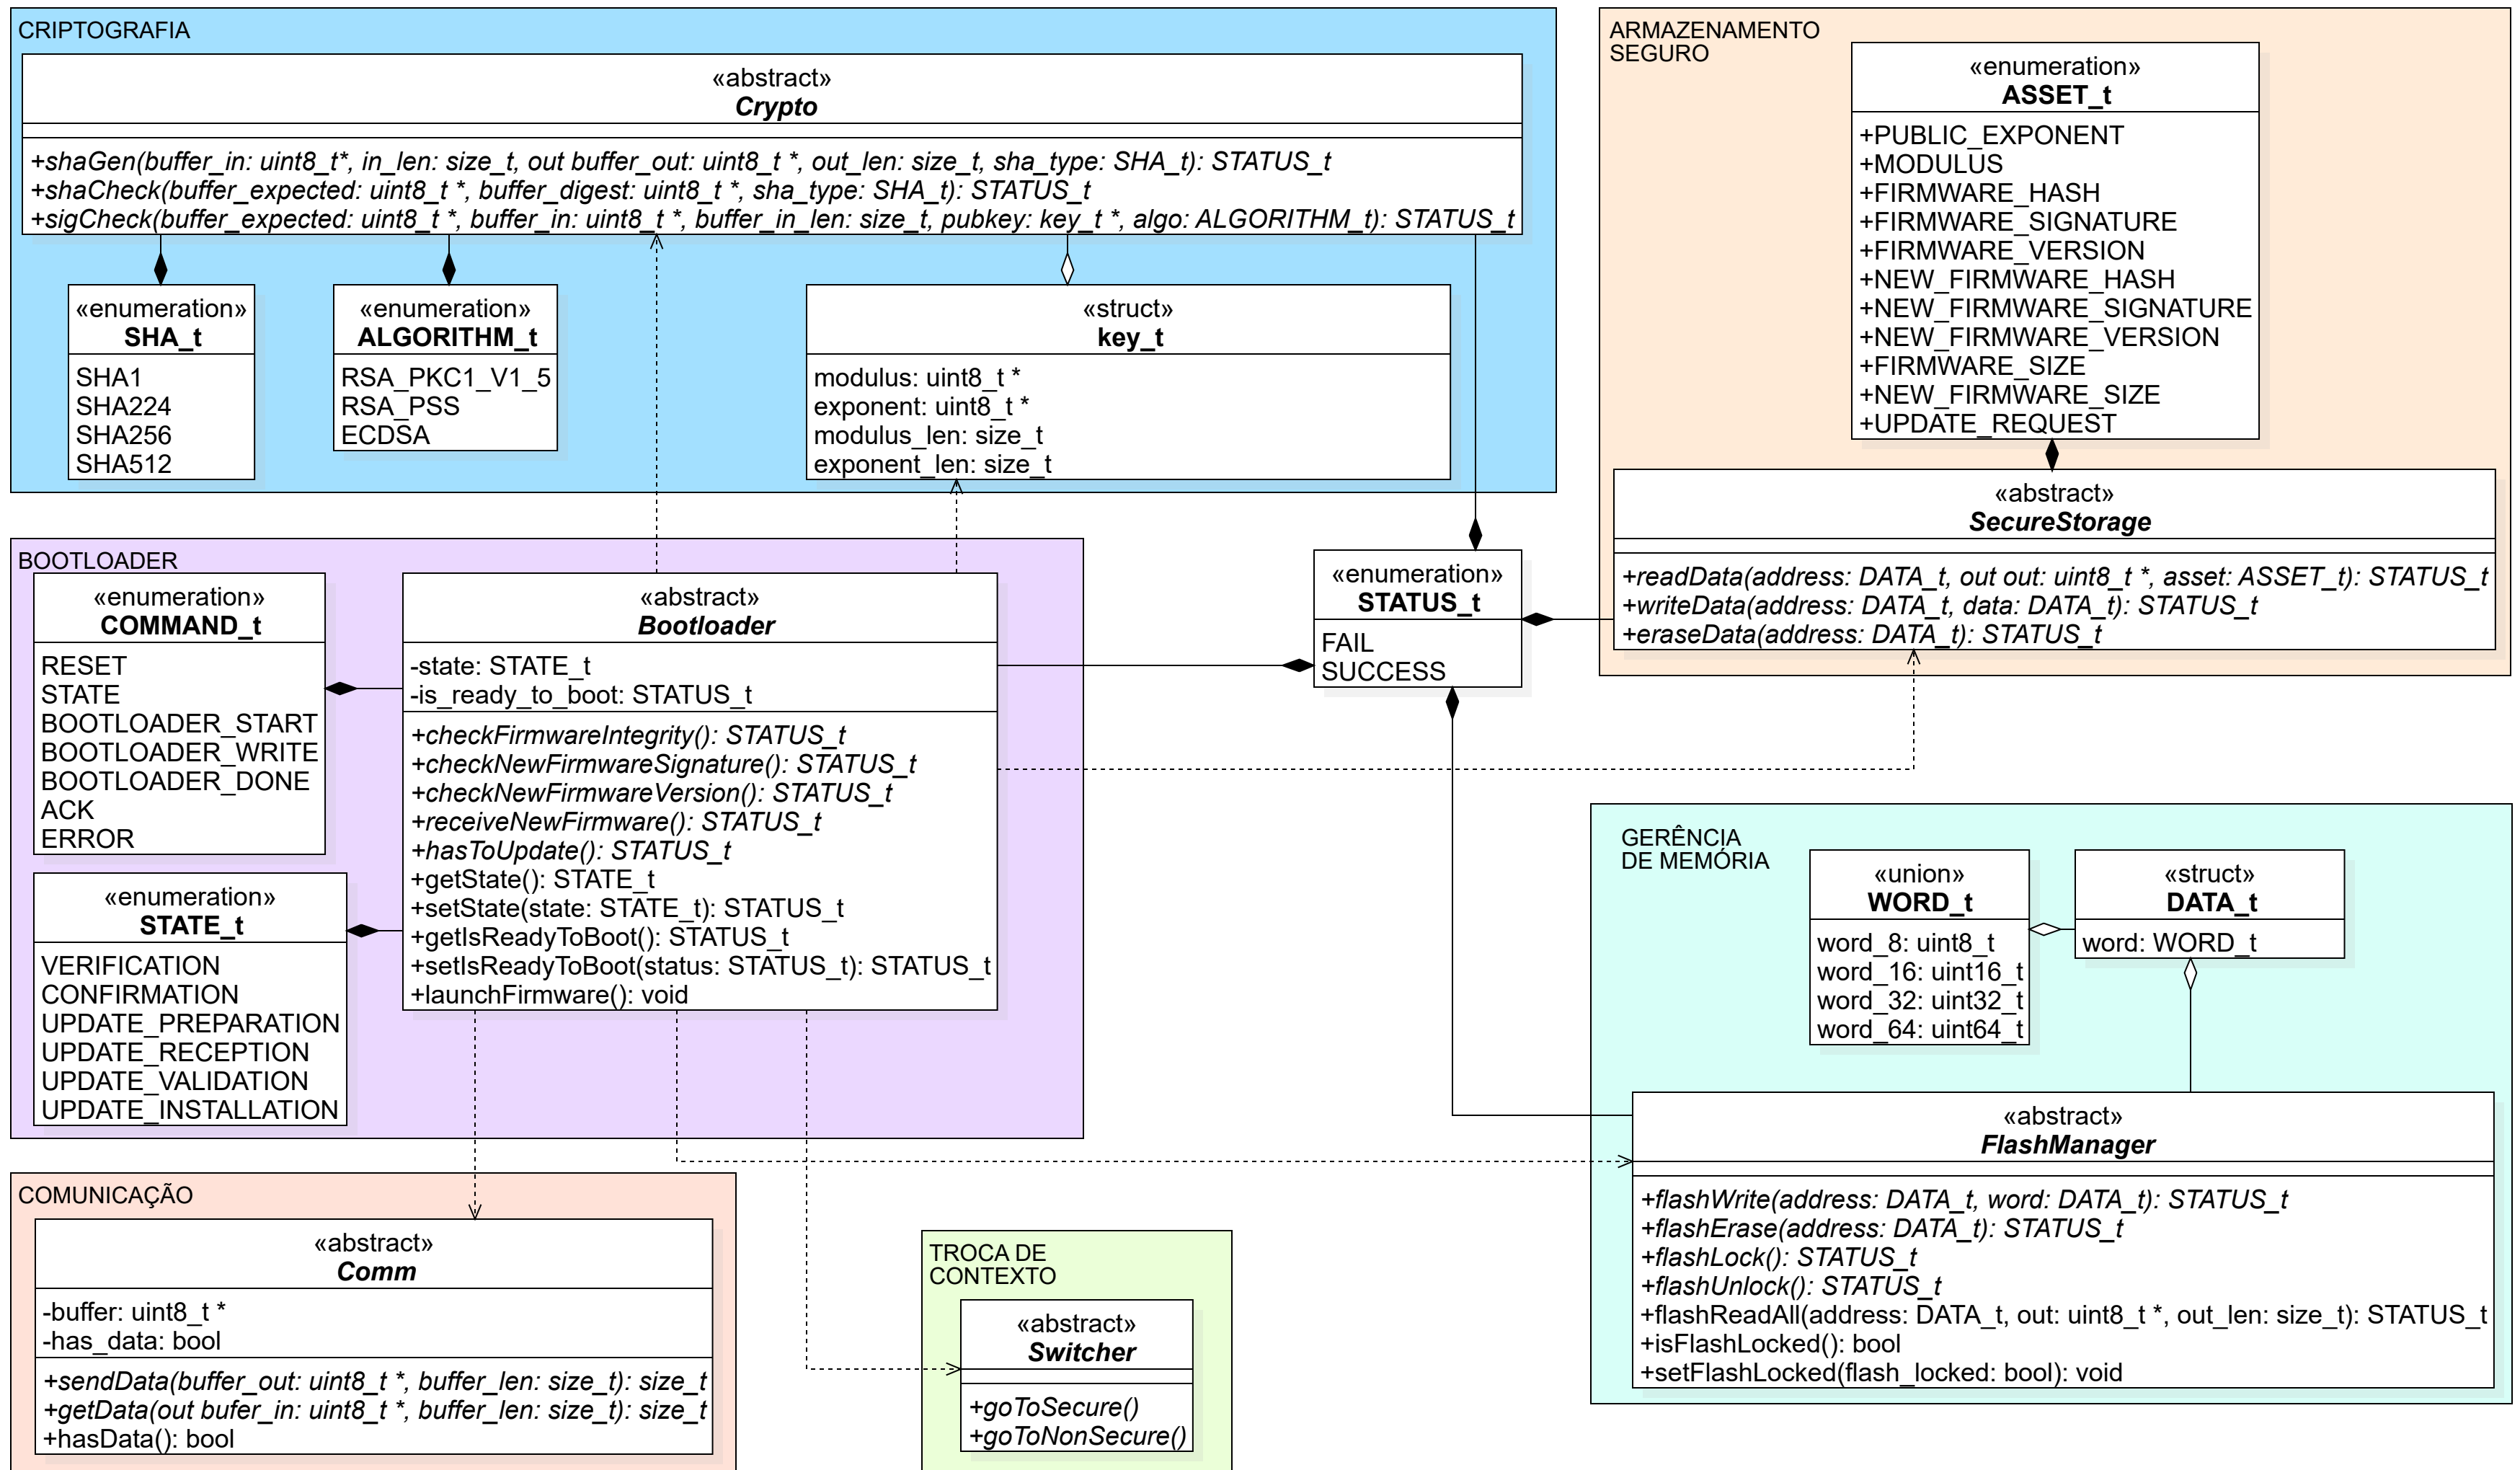 CRIPTOGRAFIA
«abstract»
Crypto
+shaGen(buffer_in: uint8_t*, in_len: size_t, out buffer_out: uint8_t *, out_len: size_t, sha_type: SHA_t): STATUS_t
+shaCheck(buffer_expected: uint8_t *, buffer_digest: uint8_t *, sha_type: SHA_t): STATUS_t
+sigCheck(buffer_expected: uint8_t *, buffer_in: uint8_t *, buffer_in_len: size_t, pubkey: key_t *, algo: ALGORITHM_t): STATUS_t
«enumeration»
SHA_t
SHA1
SHA224
SHA256
SHA512
«enumeration»
ALGORITHM_t
RSA_PKC1_V1_5
RSA_PSS
ECDSA
«struct»
key_t
modulus: uint8_t *
exponent: uint8_t *
modulus_len: size_t
exponent_len: size_t
ARMAZENAMENTO
SEGURO
«enumeration»
ASSET_t
+PUBLIC_EXPONENT
+MODULUS
+FIRMWARE_HASH
+FIRMWARE_SIGNATURE
+FIRMWARE_VERSION
+NEW_FIRMWARE_HASH
+NEW_FIRMWARE_SIGNATURE
+NEW_FIRMWARE_VERSION
+FIRMWARE_SIZE
+NEW_FIRMWARE_SIZE
+UPDATE_REQUEST
«abstract»
SecureStorage
+readData(address: DATA_t, out out: uint8_t *, asset: ASSET_t): STATUS_t
+writeData(address: DATA_t, data: DATA_t): STATUS_t
+eraseData(address: DATA_t): STATUS_t
BOOTLOADER
«enumeration»
COMMAND_t
RESET
STATE
BOOTLOADER_START
BOOTLOADER_WRITE
BOOTLOADER_DONE
ACK
ERROR
«enumeration»
STATE_t
VERIFICATION
CONFIRMATION
UPDATE_PREPARATION
UPDATE_RECEPTION
UPDATE_VALIDATION
UPDATE_INSTALLATION
«abstract»
Bootloader
-state: STATE_t
-is_ready_to_boot: STATUS_t
+checkFirmwareIntegrity(): STATUS_t
+checkNewFirmwareSignature(): STATUS_t
+checkNewFirmwareVersion(): STATUS_t
+receiveNewFirmware(): STATUS_t
+hasToUpdate(): STATUS_t
+getState(): STATE_t
+setState(state: STATE_t): STATUS_t
+getIsReadyToBoot(): STATUS_t
+setIsReadyToBoot(status: STATUS_t): STATUS_t
+launchFirmware(): void
«enumeration»
STATUS_t
FAIL
SUCCESS
GERÊNCIA
DE MEMÓRIA
«union»
WORD_t
word_8: uint8_t
word_16: uint16_t
word_32: uint32_t
word_64: uint64_t
«struct»
DATA_t
word: WORD_t
«abstract»
FlashManager
+flashWrite(address: DATA_t, word: DATA_t): STATUS_t
+flashErase(address: DATA_t): STATUS_t
+flashLock(): STATUS_t
+flashUnlock(): STATUS_t
+flashReadAll(address: DATA_t, out: uint8_t *, out_len: size_t): STATUS_t
+isFlashLocked(): bool
+setFlashLocked(flash_locked: bool): void
COMUNICAÇÃO
«abstract»
Comm
-buffer: uint8_t *
-has_data: bool
+sendData(buffer_out: uint8_t *, buffer_len: size_t): size_t
+getData(out bufer_in: uint8_t *, buffer_len: size_t): size_t
+hasData(): bool
TROCA DE
CONTEXTO
«abstract»
Switcher
+goToSecure()
+goToNonSecure()